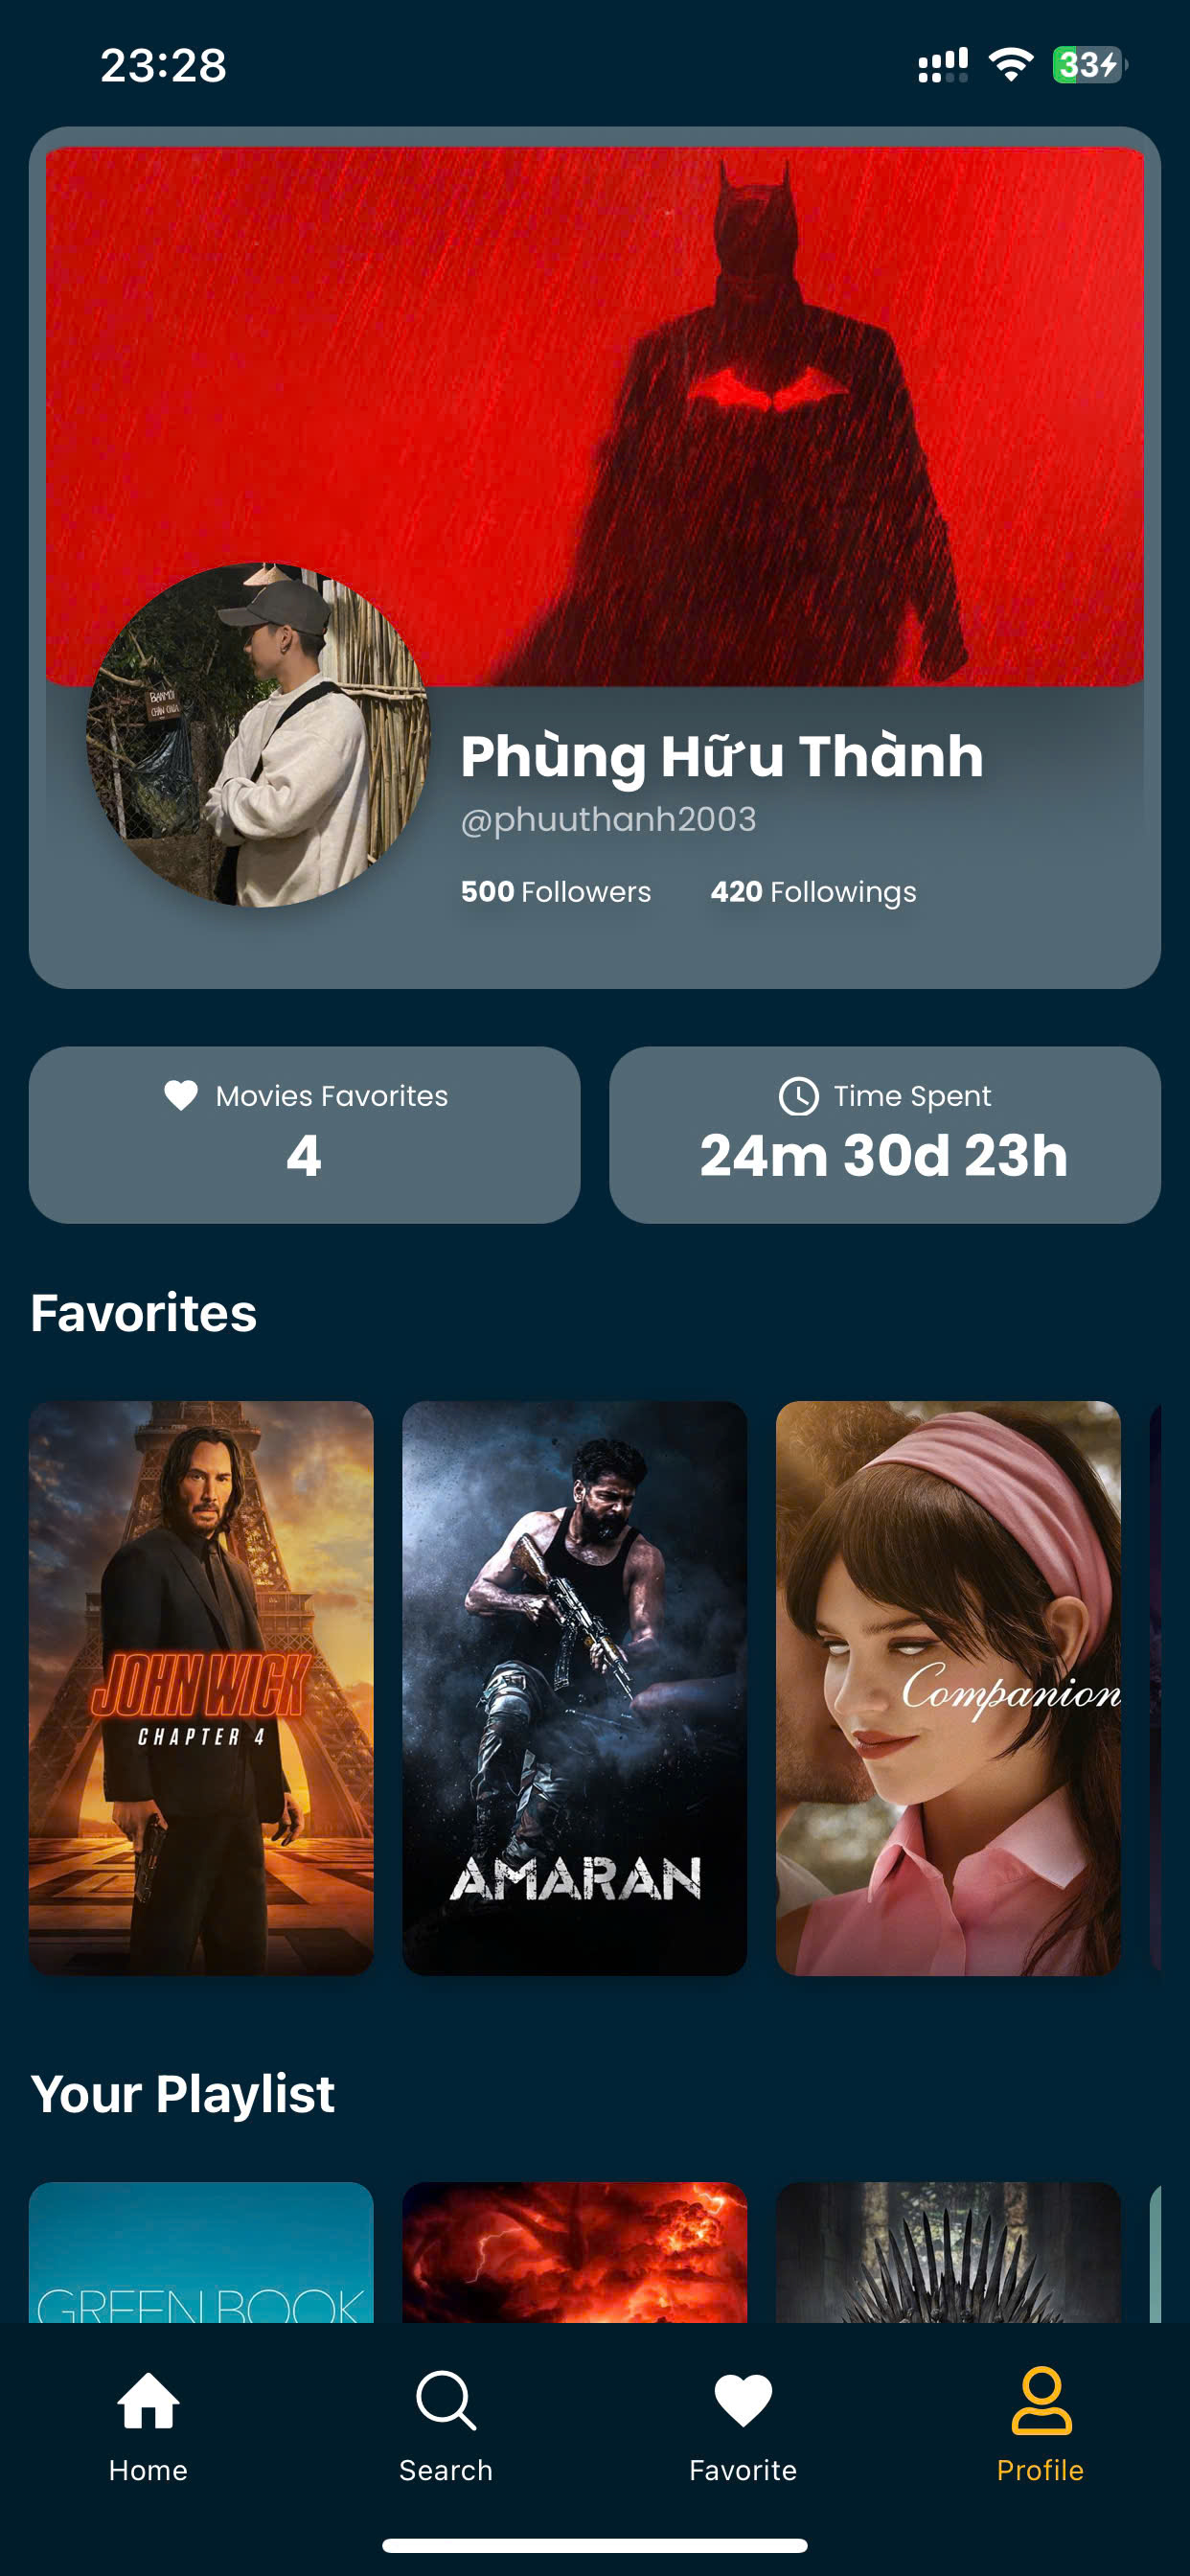 23:28
33
BANMÕI
Phùng Hữu Thành
@phuuthanh2003
500 Followers 420 Followings
Movies Favorites
4
Time Spent
24m 30d 23h
Favorites
JOHN WICK
CHAPTER 4
AMARAN
Companion
Your Playlist
GREEN BOOK
Home
Search
Favorite
Profile